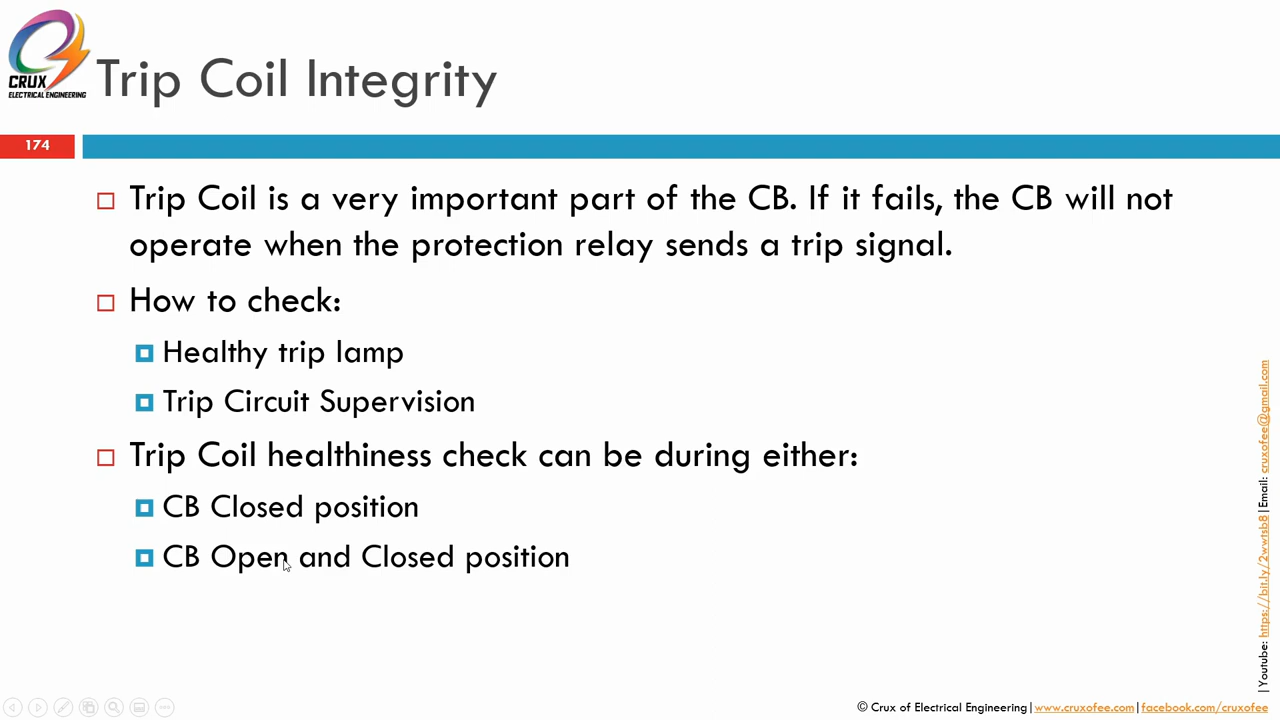 CRUX
ELECTRICAL ENGINEERING
Trip Coil Integrity
174
Trip Coil is a very important part of the CB. If it fails, the CB will not
operate when the protection relay sends a trip signal.
How to check:
Healthy trip lamp
Trip Circuit Supervision
Trip Coil healthiness check can be during either:
CB Closed position
CB Open and Closed position
|Youtube: https://bit.ly/2wwtsb8|Email: cruxofee@gmail.com
© Crux of Electrical Engineering|www.cruxofee.com|facebook.com/cruxofee